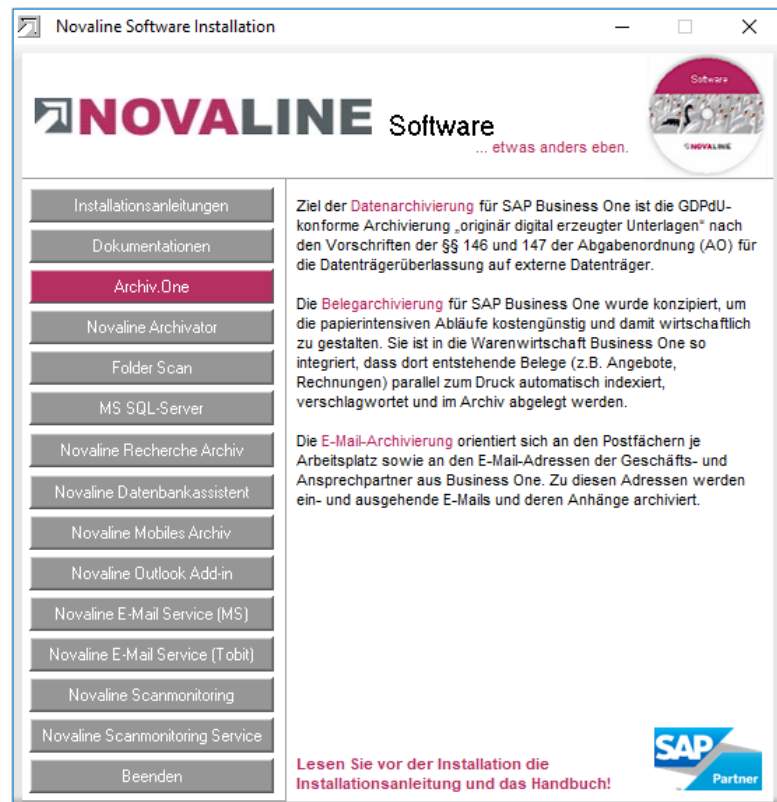 Novaline Software Installation
NOVALINE Software
... etwas anders eben.
Software
NOVALINE
Installationsanleitungen
Dokumentationen
Archiv.One
Novaline Archivator
Folder Scan
MS SQL-Server
Novaline Recherche Archiv
Novaline Datenbankassistent
Novaline Mobiles Archiv
Novaline Outlook Add-in
Novaline E-Mail Service (MS)
Novaline E-Mail Service (Tobit)
Novaline Scanmonitoring
Novaline Scanmonitoring Service
Beenden
Ziel der Datenarchivierung für SAP Business One ist die GDPdU-
konforme Archivierung „originär digital erzeugter Unterlagen“ nach
den Vorschriften der §§ 146 und 147 der Abgabenordnung (AO) für
die Datenträgerüberlassung auf externe Datenträger.
Die Belegarchivierung für SAP Business One wurde konzipiert, um
die papierintensiven Abläufe kostengünstig und damit wirtschaftlich
zu gestalten. Sie ist in die Warenwirtschaft Business One so
integriert, dass dort entstehende Belege (z.B. Angebote,
Rechnungen) parallel zum Druck automatisch indexiert,
verschlagwortet und im Archiv abgelegt werden.
Die E-Mail-Archivierung orientiert sich an den Postfächern je
Arbeitsplatz sowie an den E-Mail-Adressen der Geschäfts- und
Ansprechpartner aus Business One. Zu diesen Adressen werden
ein- und ausgehende E-Mails und deren Anhänge archiviert.
Lesen Sie vor der Installation die
Installationsanleitung und das Handbuch!
SAP
Partner